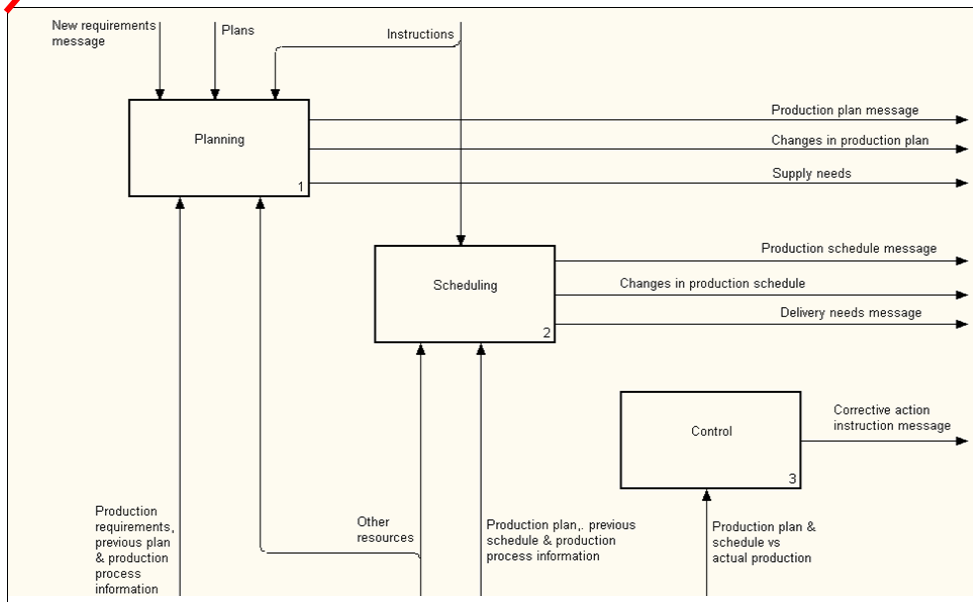 New requirements
message
Plans
Instructions
Planning
1
Production plan message
Changes in production plan
Supply needs
Scheduling
2
Production schedule message
Changes in production schedule
Delivery needs message
Control
3
Corrective action
instruction message
Production
requirements,
previous plan
& production
process
information
Other
resources
Production plan,. previous
schedule & production
process information
Production plan &
schedule vs
actual production